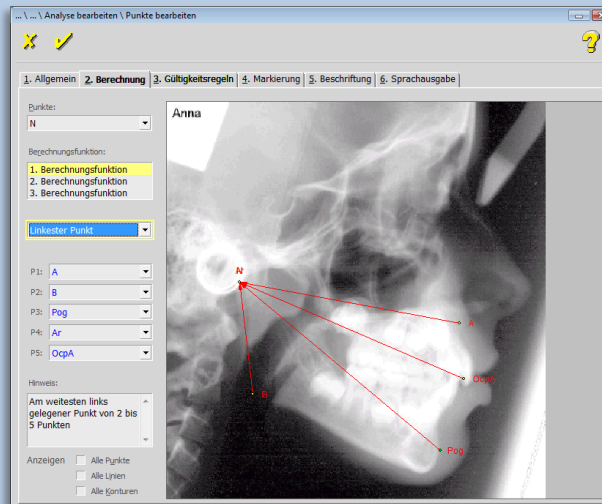 ... \ ... \ Analyse bearbeiten \ Punkte bearbeiten
1. Allgemein 2. Berechnung 3. Gültigkeitsregeln 4. Markierung 5. Beschriftung 6. Sprachausgabe
Punkte:
N
Berechnungsfunktion:
1. Berechnungsfunktion
2. Berechnungsfunktion
3. Berechnungsfunktion
Linkester Punkt
P1: A
P2: B
P3: Pog
P4: Ar
P5: OcpA
Hinweis:
Am weitesten links
gelegener Punkt von 2 bis
5 Punkten
Anzeigen Alle Punkte
Alle Linien
Alle Konturen
Anna
N
A
OcpA
B
Pog